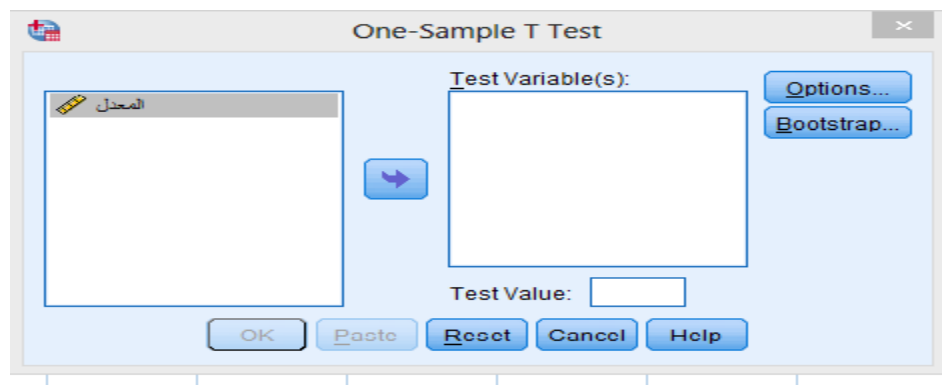 One-Sample T Test
Test Variable(s):
المعدل
Options...
Bootstrap...
Test Value:
OK Paste Reset Cancel Help